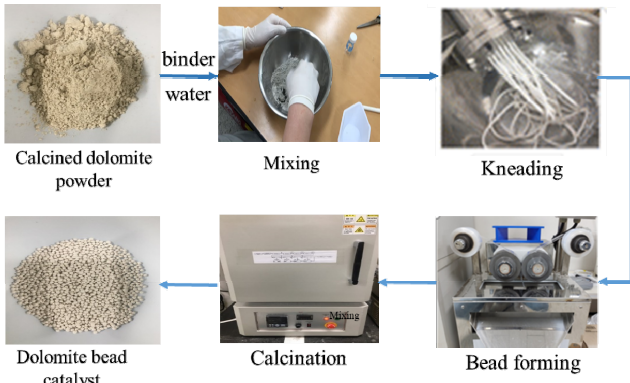 binder
water
Calcined dolomite
powder
Mixing
Kneading
Mixing
Dolomite bead
catalyst
Calcination
Bead forming